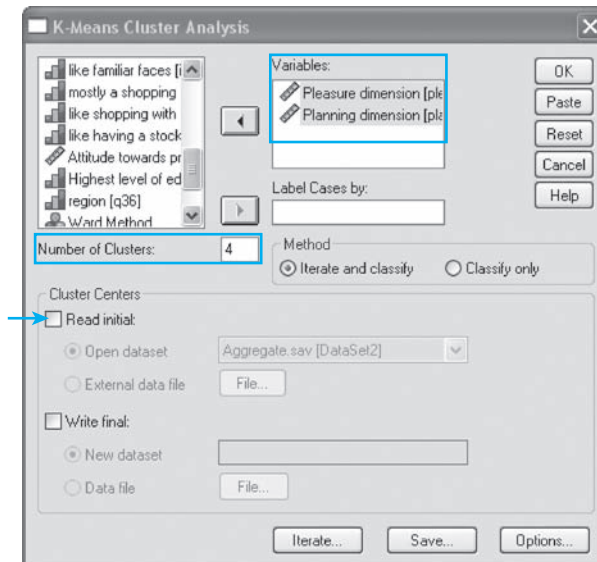 K-Means Cluster Analysis
like familiar faces [i
mostly a shopping
like shopping with
like having a stock
Attitude towards pr
Highest level of ed
region [q36]
Ward Method
Variables:
Pleasure dimension [ple
Planning dimension [pla
Label Cases by:
OK
Paste
Reset
Cancel
Help
Number of Clusters: 4
Method
Iterate and classify Classify only
Cluster Centers
Read initial:
Open dataset Aggregate.sav [DataSet2]
External data file File...
Write final:
New dataset
Data file File...
Iterate... Save... Options...